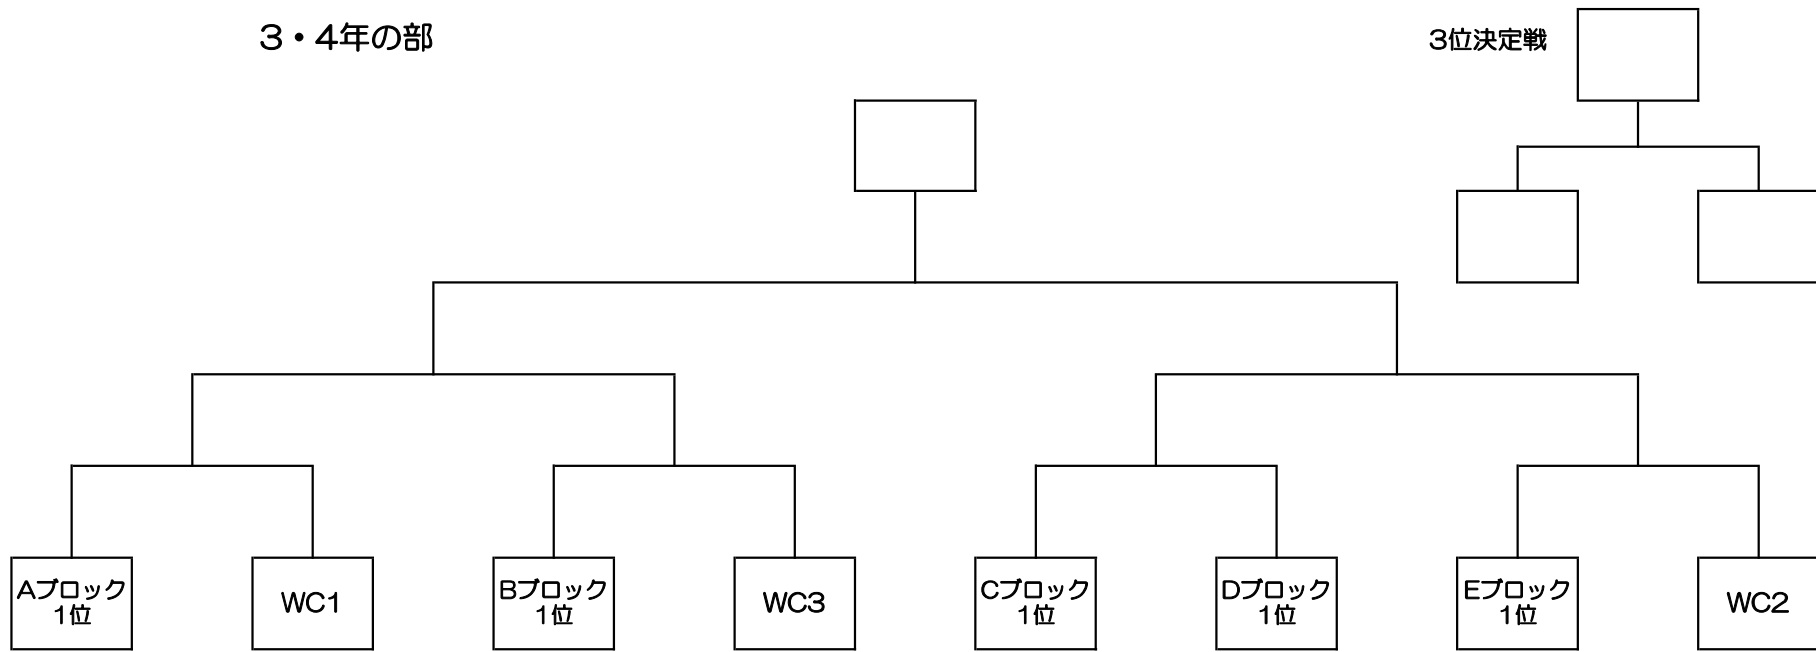 ３・４年の部
３位決定戦
Aブロック
１位
WC1
Bブロック
１位
WC3
Cブロック
１位
Dブロック
１位
Eブロック
１位
WC2